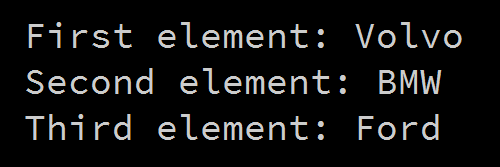 First element: Volvo
Second element: BMW
Third element: Ford